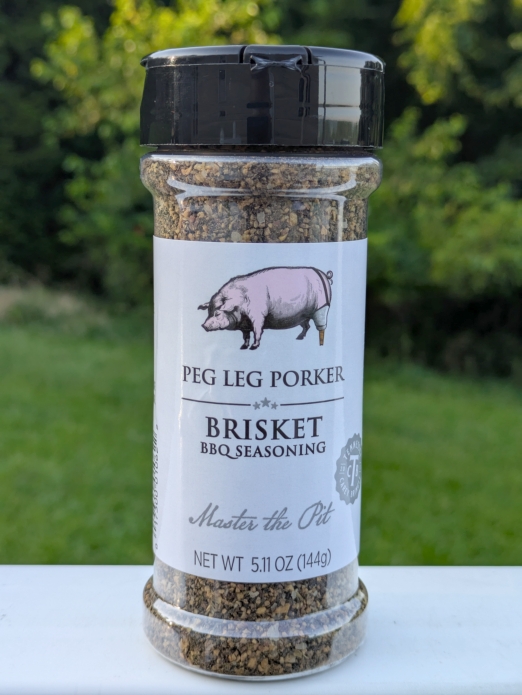 PEG LEG PORKER
BRISKET
BBQ SEASONING
Master the Pit
NET WT 5.11 OZ (144g)